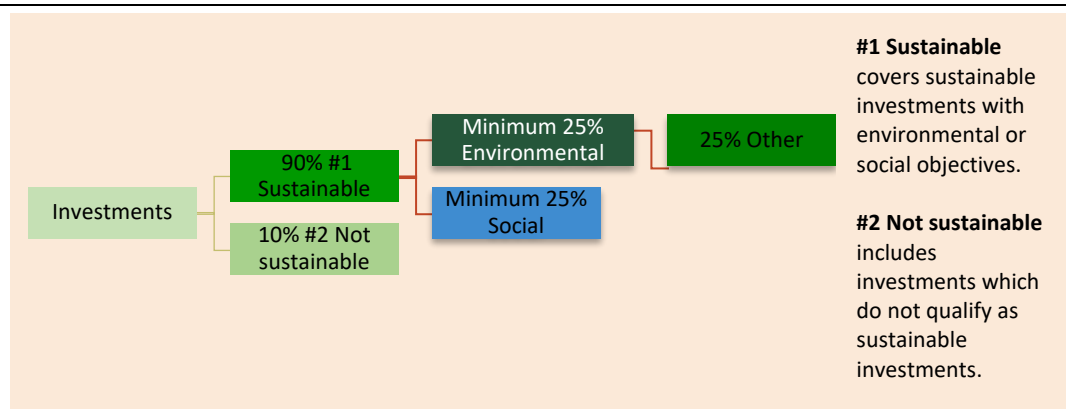 Investments
90% #1
Sustainable
10% #2 Not
sustainable
Minimum 25%
Environmental
Minimum 25%
Social
25% Other
#1 Sustainable
covers sustainable
investments with
environmental or
social objectives.
#2 Not sustainable
includes
investments which
do not qualify as
sustainable
investments.